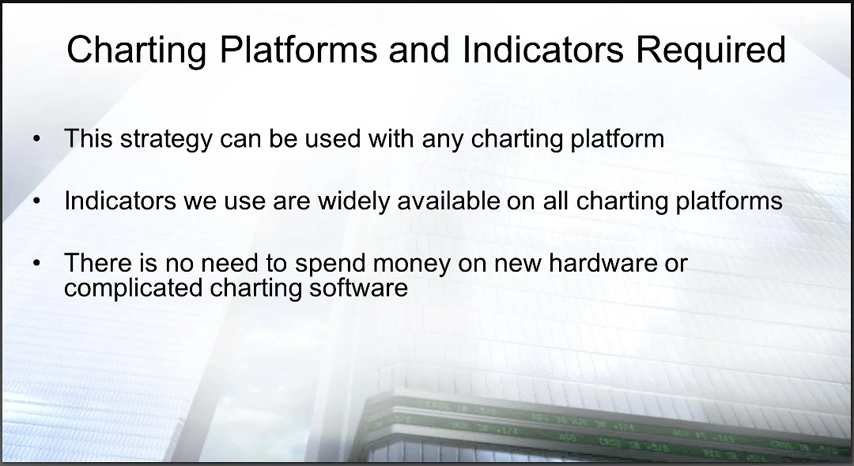 Charting Platforms and Indicators Required
• This strategy can be used with any charting platform
• Indicators we use are widely available on all charting platforms
• There is no need to spend money on new hardware or
complicated charting software